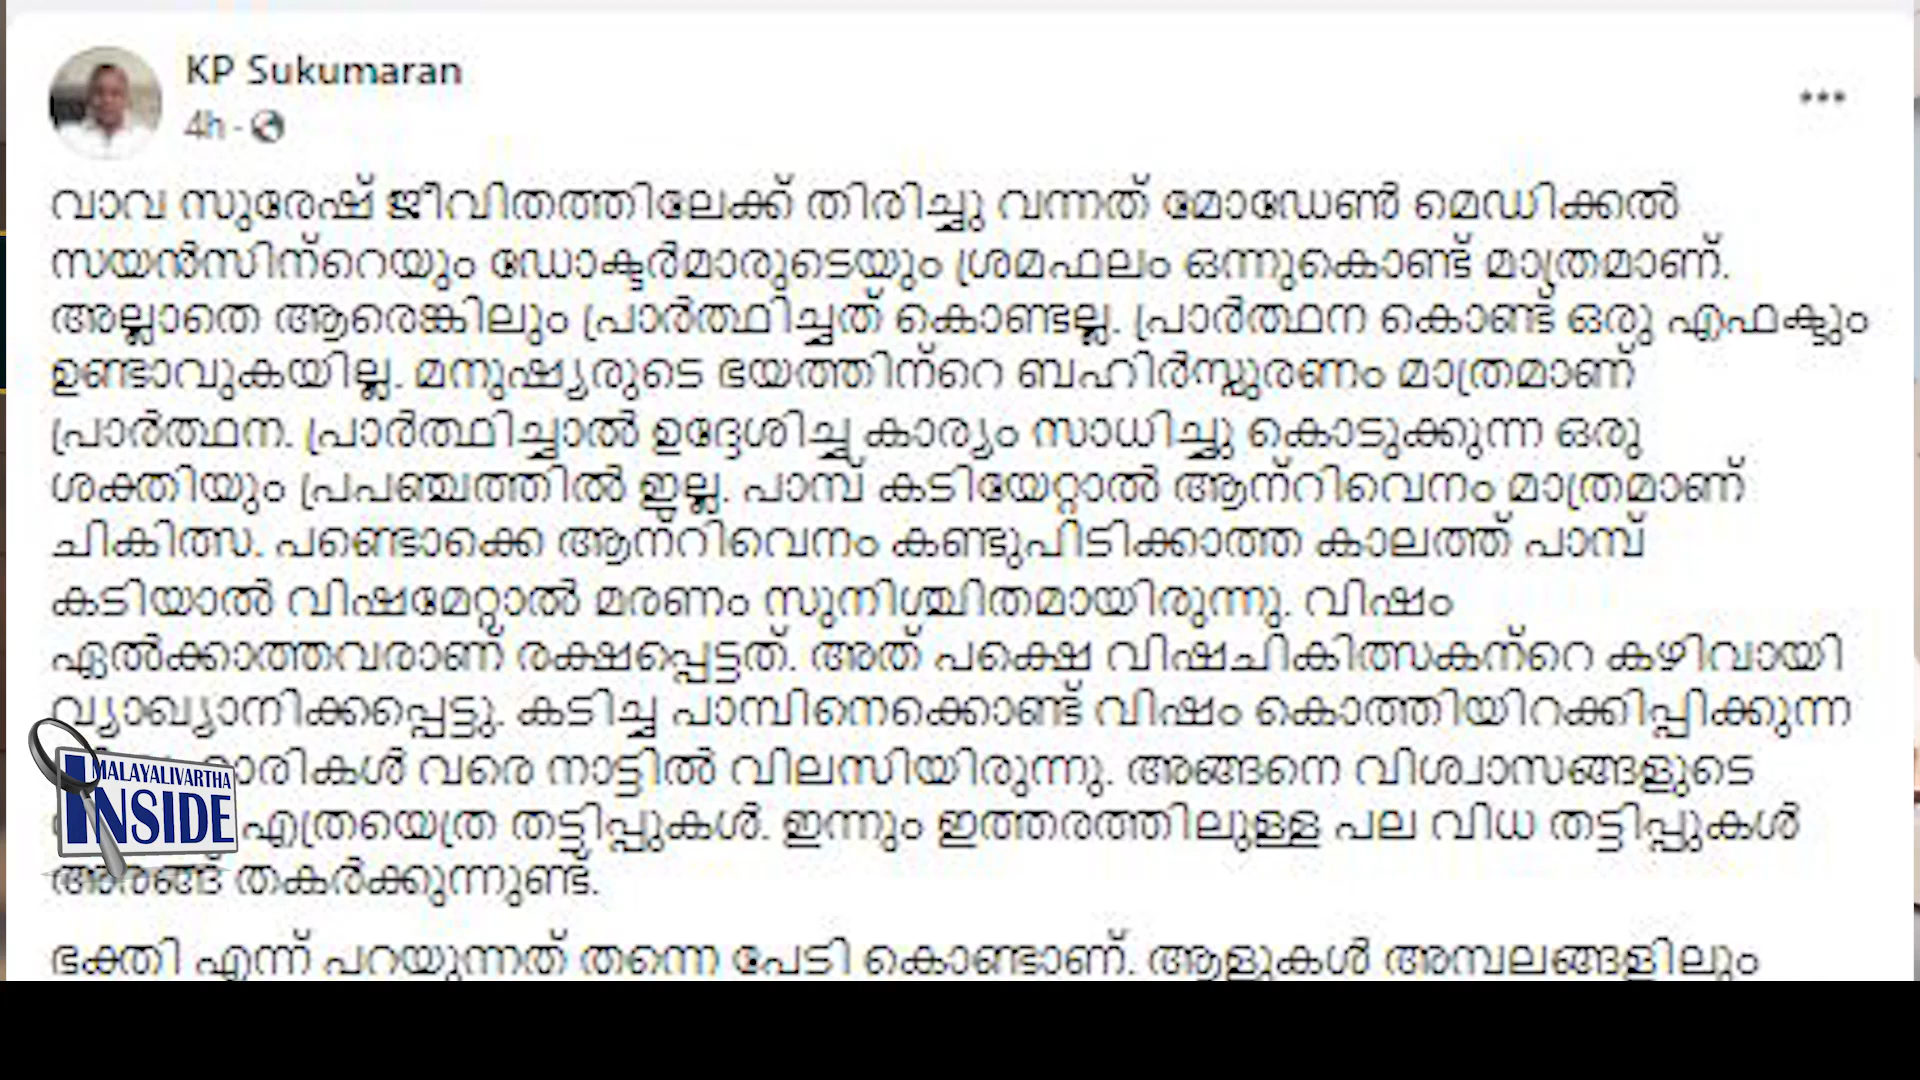 KP Sukumaran
4h
വാവ സുരേഷ് ജീവിതത്തിലേക്ക് തിരിച്ചു വന്നത് മോഡേൺ മെഡിക്കൽ
സയൻസിന്റെയും ഡോക്ടർമാരുടെയും ശ്രമഫലം ഒന്നുകൊണ്ട് മാത്രമാണ്.
അല്ലാതെ ആരെങ്കിലും പ്രാർത്ഥിച്ചത് കൊണ്ടല്ല. പ്രാർത്ഥന കൊണ്ട് ഒരു എഫക്ടും
ഉണ്ടാവുകയില്ല. മനുഷ്യരുടെ ഭയത്തിന്റെ ബഹിർസ്ഫുരണം മാത്രമാണ്
പ്രാർത്ഥന. പ്രാർത്ഥിച്ചാൽ ഉദ്ദേശിച്ച കാര്യം സാധിച്ചു കൊടുക്കുന്ന ഒരു
ശക്തിയും പ്രപഞ്ചത്തിൽ ഇല്ല. പാമ്പ് കടിയേറ്റാൽ ആന്റിവെനം മാത്രമാണ്
ചികിത്സ. പണ്ടൊക്കെ ആന്റിവെനം കണ്ടുപിടിക്കാത്ത കാലത്ത് പാമ്പ്
കടിയാൽ വിഷമേറ്റാൽ മരണം സുനിശ്ചിതമായിരുന്നു. വിഷം
ഏൽക്കാത്തവരാണ് രക്ഷപ്പെട്ടത്. അത് പക്ഷെ വിഷചികിത്സകന്റെ കഴിവായി
വ്യാഖ്യാനിക്കപ്പെട്ടു. കടിച്ച പാമ്പിനെക്കൊണ്ട് വിഷം കൊത്തിയിറക്കിപ്പിക്കുന്ന
വരെ നാട്ടിൽ വിലസിയിരുന്നു. അങ്ങനെ വിശ്വാസങ്ങളുടെ
എത്രയെത്ര തട്ടിപ്പുകൾ. ഇന്നും ഇത്തരത്തിലുള്ള പല വിധ തട്ടിപ്പുകൾ
അരങ്ങ് തകർക്കുന്നുണ്ട്.
ഭക്തി എന്ന് പറയുന്നത് തന്നെ പേടി കൊണ്ടാണ്. ആളുകൾ അമ്പലങ്ങളിലും
MALAYALIVARTHA
INSIDE